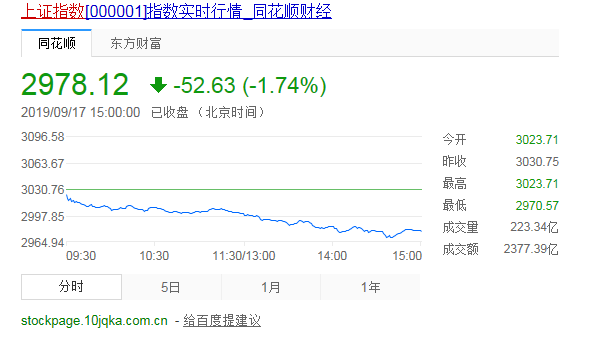 上证指数[000001]指数实时行情_同花顺财经
同花顺 东方财富
2978.12 -52.63 (-1.74%)
2019/09/17 15:00:00 已收盘 （北京时间）
3096.58
3063.67
3030.76
2997.85
2964.94
09:30 10:30 11:30/13:00 14:00 15:00
今开 3023.71
昨收 3030.75
最高 3023.71
最低 2970.57
成交量 223.34亿
成交额 2377.39亿
分时 5日 1月 1年
stockpage.10jqka.com.cn - 给百度提建议